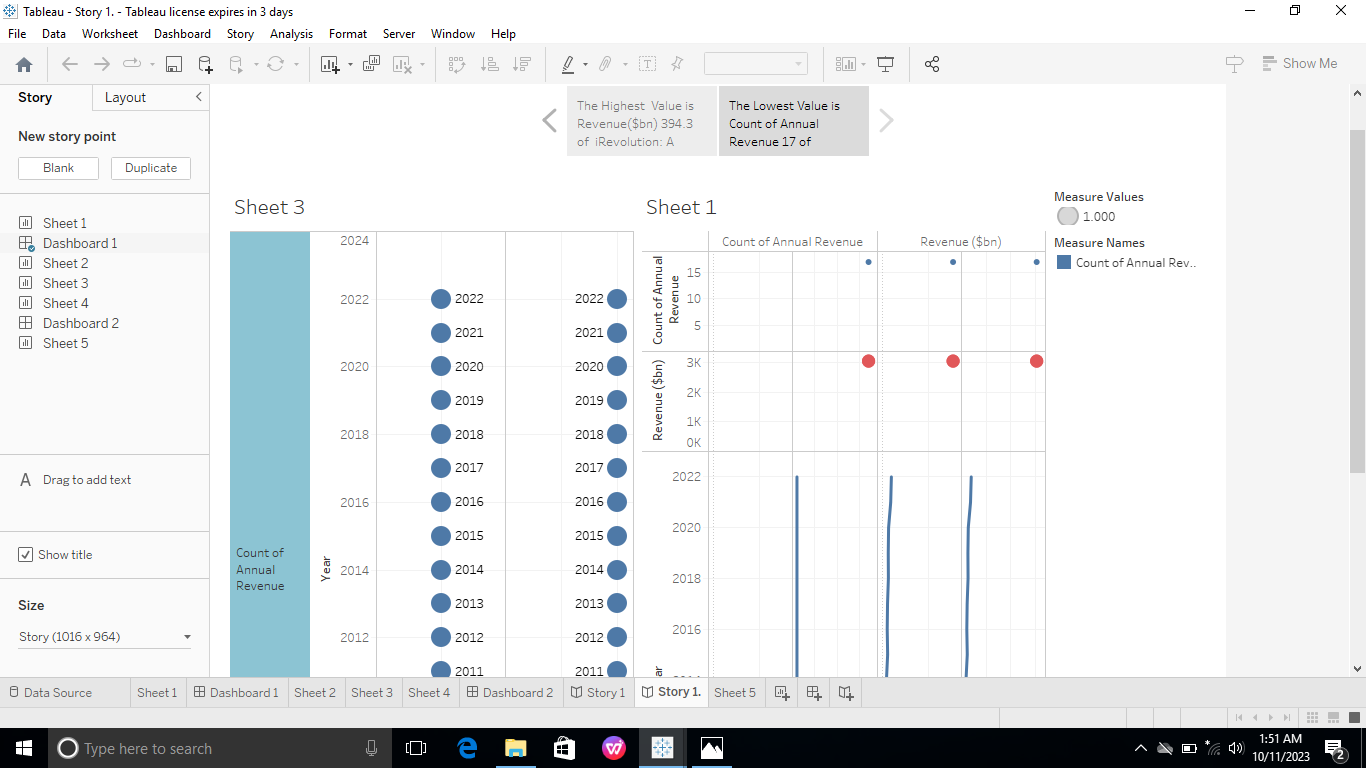 Tableau - Story 1. - Tableau license expires in 3 days
File Data Worksheet Dashboard Story Analysis Format Server Window Help
Show Me
Story Layout
New story point
Blank Duplicate
Sheet 1
Dashboard 1
Sheet 2
Sheet 3
Sheet 4
Dashboard 2
Sheet 5
A Drag to add text
Show title
Size
Story (1016 x 964)
The Highest Value is
Revenue($bn) 394.3
of iRevolution: A
The Lowest Value is
Count of Annual
Revenue 17 of
Sheet 3
Count of
Annual
Revenue
Year
2024
2022
2020
2018
2016
2014
2012
2022 2022
2021 2021
2020 2020
2019 2019
2018 2018
2017 2017
2016 2016
2015 2015
2014 2014
2013 2013
2012 2012
2011 2011
Sheet 1
Count of Annual Revenue Revenue ($bn)
Count of Annual
Revenue
15
10
5
Revenue ($bn)
3K
2K
1K
0K
2022
2020
2018
2016
Measure Values
1.000
Measure Names
Count of Annual Rev..
Data Source Sheet 1 Dashboard 1 Sheet 2 Sheet 3 Sheet 4 Dashboard 2 Story 1 Story 1. Sheet 5
Type here to search
1:51 AM
10/11/2023
2